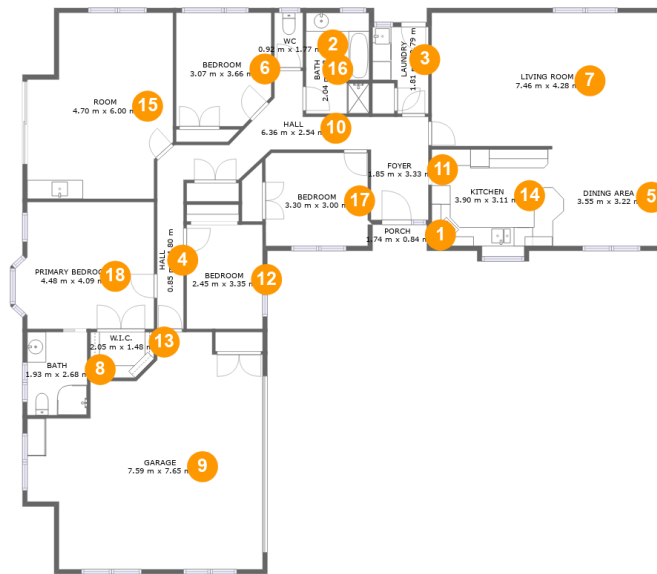 WC
0.92 m x 1.77 m
2
BEDROOM
3.07 m x 3.66 m
6
BATH
2.04
16
LAUNDRY
1.81
.79 m
3
LIVING ROOM
7.46 m x 4.28 m
7
ROOM
4.70 m x 6.00 m
15
HALL
6.36 m x 2.54 m
10
FOYER
1.85 m x 3.33 m
11
KITCHEN
3.90 m x 3.11 m
14
DINING AREA
3.55 m x 3.22 m
5
BEDROOM
3.30 m x 3.00 m
17
PORCH
1.74 m x 0.84 m
1
HALL
0.85
.80 m
4
PRIMARY BEDROOM
4.48 m x 4.09 m
18
BEDROOM
2.45 m x 3.35 m
12
W.I.C.
2.05 m x 1.48 m
13
BATH
1.93 m x 2.68 m
8
GARAGE
7.59 m x 7.65 m
9